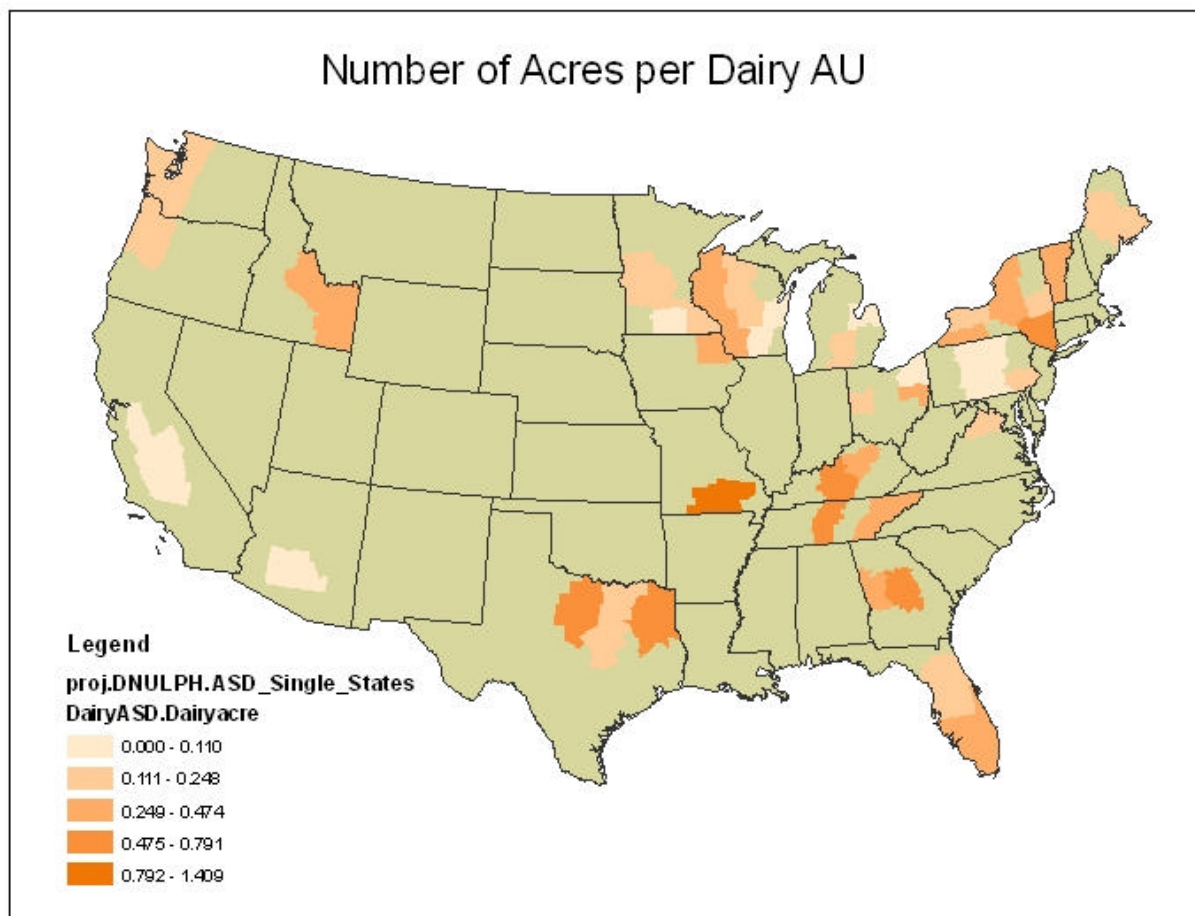 Number of Acres per Dairy AU
Legend
proj.DNULPH.ASD_Single_States
DairyASD.Dairyacre
0.000 - 0.110
0.111 - 0.248
0.249 - 0.474
0.475 - 0.791
0.792 - 1.409